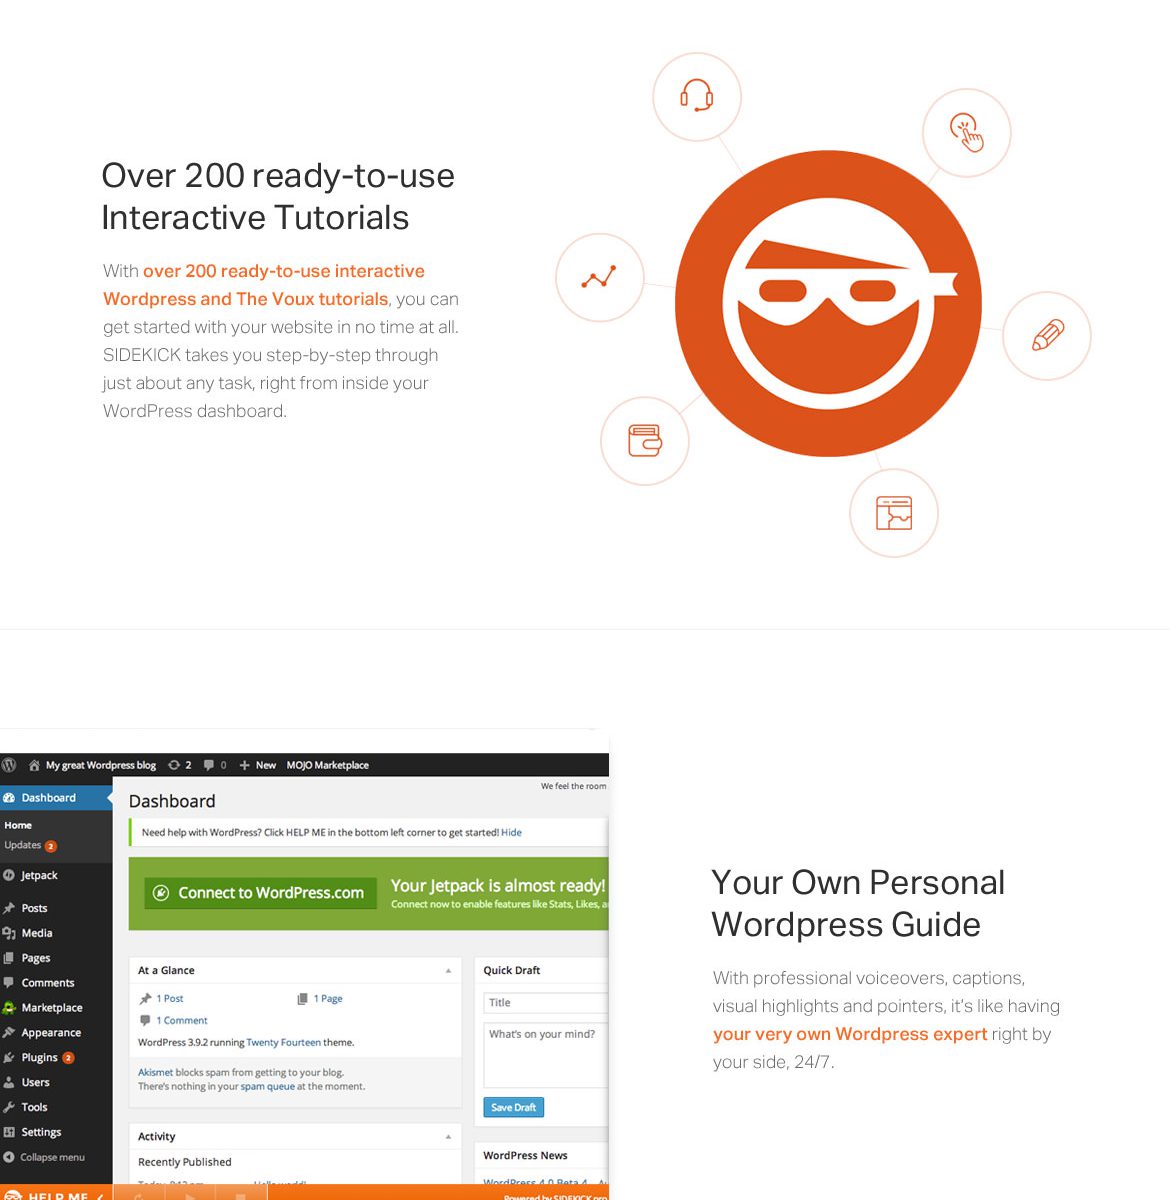 Over 200 ready-to-use
Interactive Tutorials
With over 200 ready-to-use interactive
Wordpress and The Voux tutorials, you can
get started with your website in no time at all.
SIDEKICK takes you step-by-step through
just about any task, right from inside your
WordPress dashboard.
My great Wordpress blog 2 0 New MOJO Marketplace
We feel the room
Dashboard
Home
Updates 2
Jetpack
Posts
Media
Pages
Comments
Marketplace
Appearance
Plugins 2
Users
Tools
Settings
Collapse menu
HELP ME
Dashboard
Need help with WordPress? Click HELP ME in the bottom left corner to get started! Hide
Connect to WordPress.com
Your Jetpack is almost ready!
Connect now to enable features like Stats, Likes,
At a Glance
1 Post 1 Page
1 Comment
WordPress 3.9.2 running Twenty Fourteen theme.
Akismet blocks spam from getting to your blog.
There's nothing in your spam queue at the moment.
Activity
Recently Published
Quick Draft
Title
What's on your mind?
Save Draft
WordPress News
WordPress 4.0 Beta 4
Powered by SIDEKICK.pro
Your Own Personal
Wordpress Guide
With professional voiceovers, captions,
visual highlights and pointers, it's like having
your very own Wordpress expert right by
your side, 24/7.